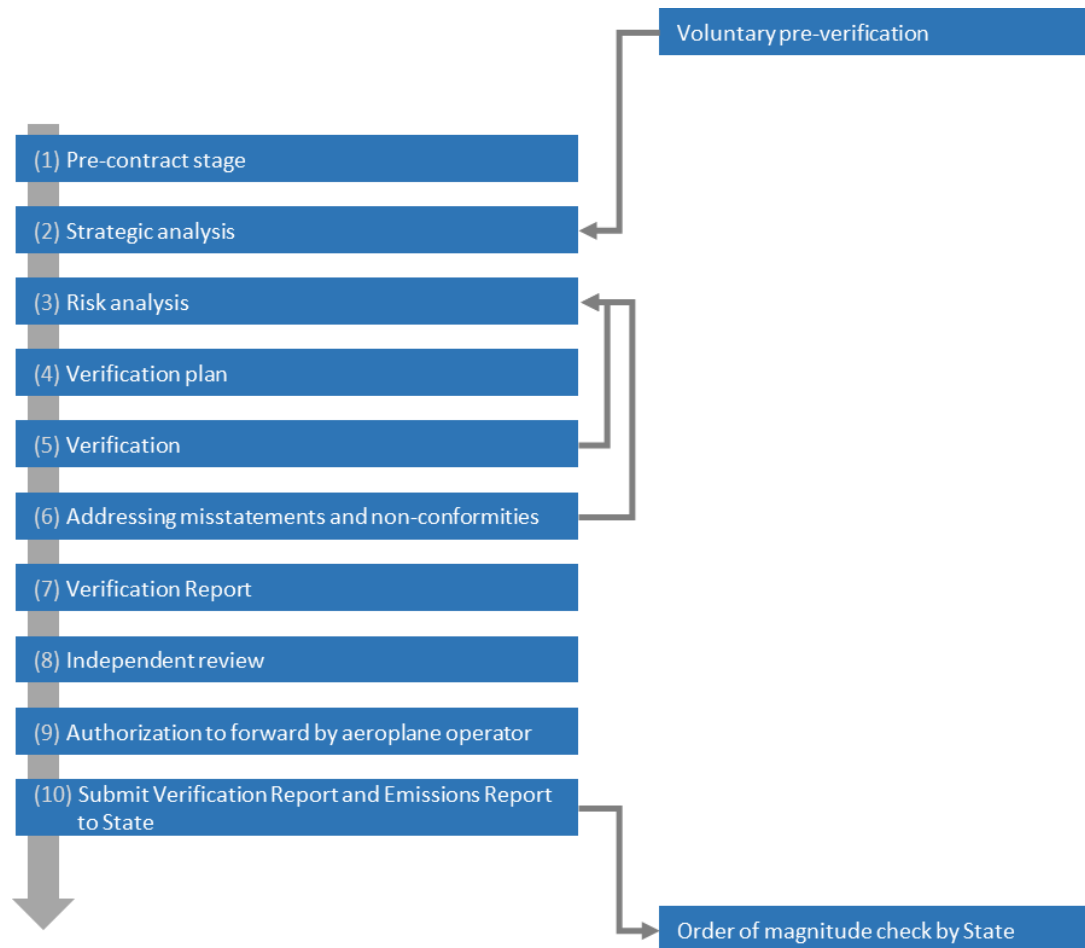 Voluntary pre-verification
(1) Pre-contract stage
(2) Strategic analysis
(3) Risk analysis
(4) Verification plan
(5) Verification
(6) Addressing misstatements and non-conformities
(7) Verification Report
(8) Independent review
(9) Authorization to forward by aeroplane operator
(10) Submit Verification Report and Emissions Report
to State
Order of magnitude check by State